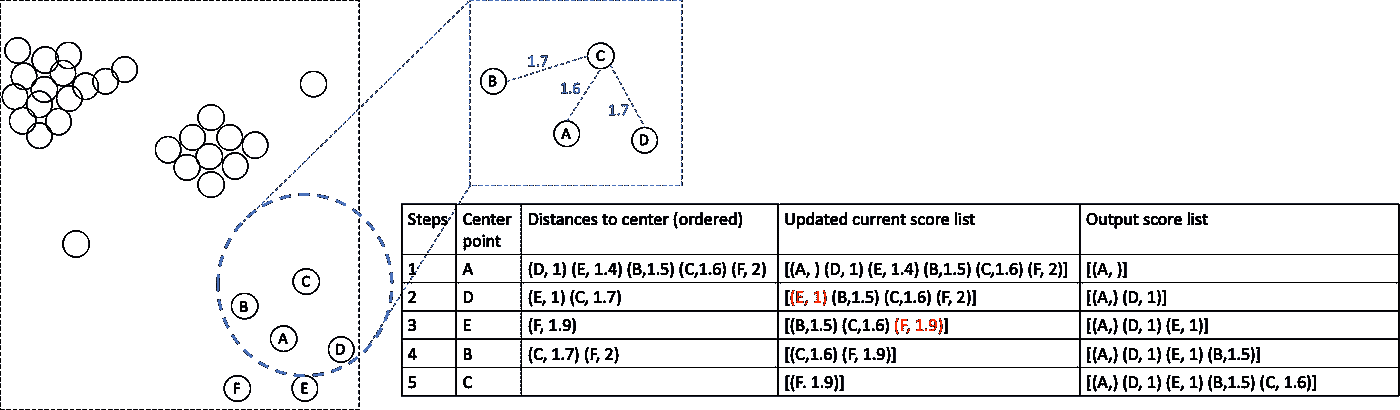 C
1.7
B
1.6
1.7
A
D
C
B
A
D
F
E
Steps Center point Distances to center (ordered) Updated current score list Output score list
1 A (D, 1) (E, 1.4) (B,1.5) (C,1.6) (F, 2) [(A, ) (D, 1) (E, 1.4) (B,1.5) (C,1.6) (F, 2)] [(A, )]
2 D (E, 1) (C, 1.7) [(E, 1) (B,1.5) (C,1.6) (F, 2)] [(A,) (D, 1)]
3 E (F, 1.9) [(B,1.5) (C,1.6) (F, 1.9)] [(A,) (D, 1) (E, 1)]
4 B (C, 1.7) (F, 2) [(C,1.6) (F, 1.9)] [(A,) (D, 1) (E, 1) (B,1.5)]
5 C [(F. 1.9)] [(A,) (D, 1) (E, 1) (B,1.5) (C, 1.6)]